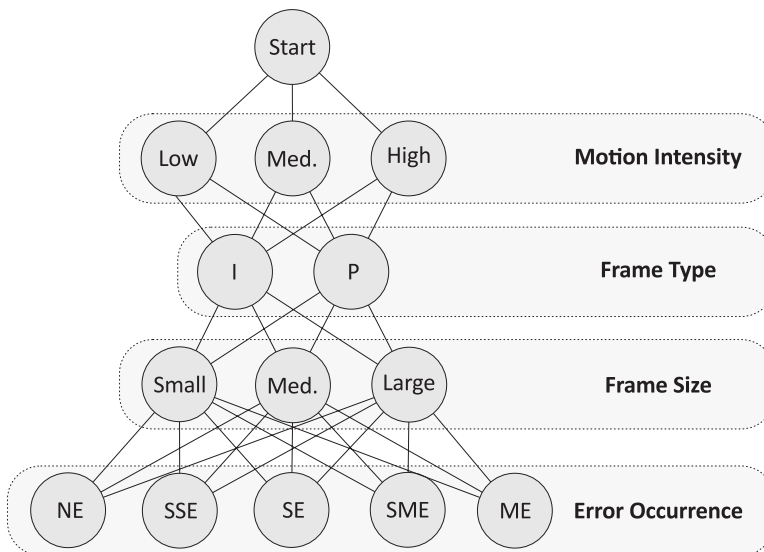 Start
Low Med. High Motion Intensity
I P Frame Type
Small Med. Large Frame Size
NE SSE SE SME ME Error Occurrence